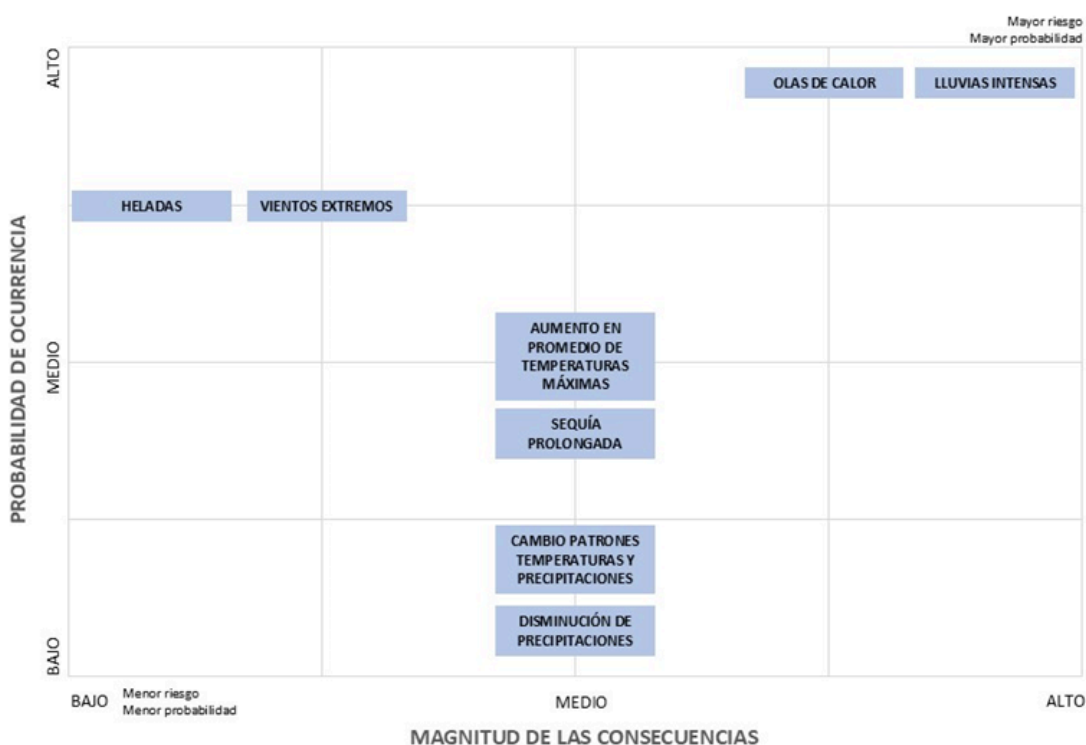 Mayor riesgo
Mayor probabilidad
ALTO
OLAS DE CALOR
LLUVIAS INTENSAS
HELADAS
VIENTOS EXTREMOS
PROBABILIDAD DE OCURRENCIA
MEDIO
AUMENTO EN
PROMEDIO DE
TEMPERATURAS
MÁXIMAS
SEQUÍA
PROLONGADA
CAMBIO PATRONES
TEMPERATURAS Y
PRECIPITACIONES
DISMINUCIÓN DE
PRECIPITACIONES
BAJO
BAJO
Menor riesgo
Menor probabilidad
MEDIO
ALTO
MAGNITUD DE LAS CONSECUENCIAS